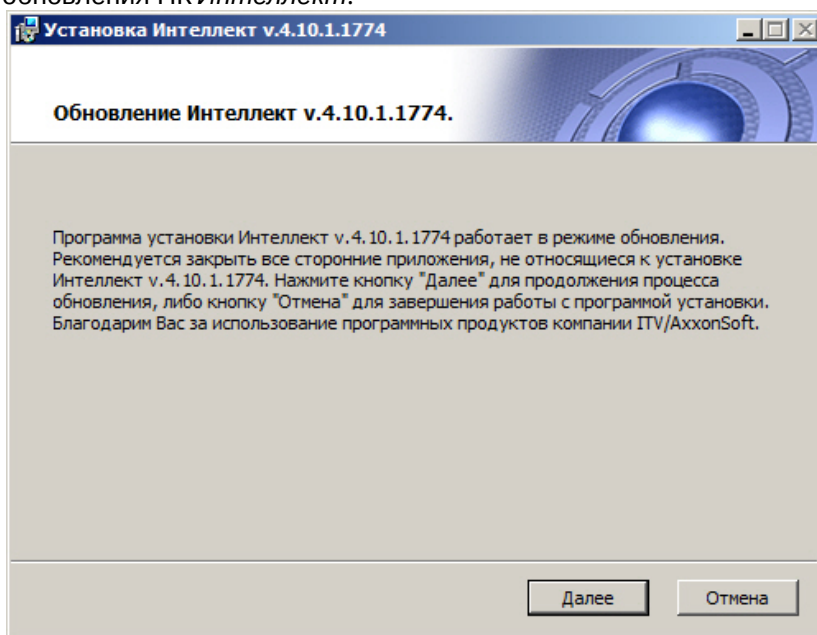 обновления ПК Интеллект.
Установка Интеллект v.4.10.1.1774
Обновление Интеллект v.4.10.1.1774.
Программа установки Интеллект v.4.10.1.1774 работает в режиме обновления.
Рекомендуется закрыть все сторонние приложения, не относящиеся к установке
Интеллект v.4.10.1.1774. Нажмите кнопку "Далее" для продолжения процесса
обновления, либо кнопку "Отмена" для завершения работы с программой установки.
Благодарим Вас за использование программных продуктов компании ITV/AxxonSoft.
Далее
Отмена